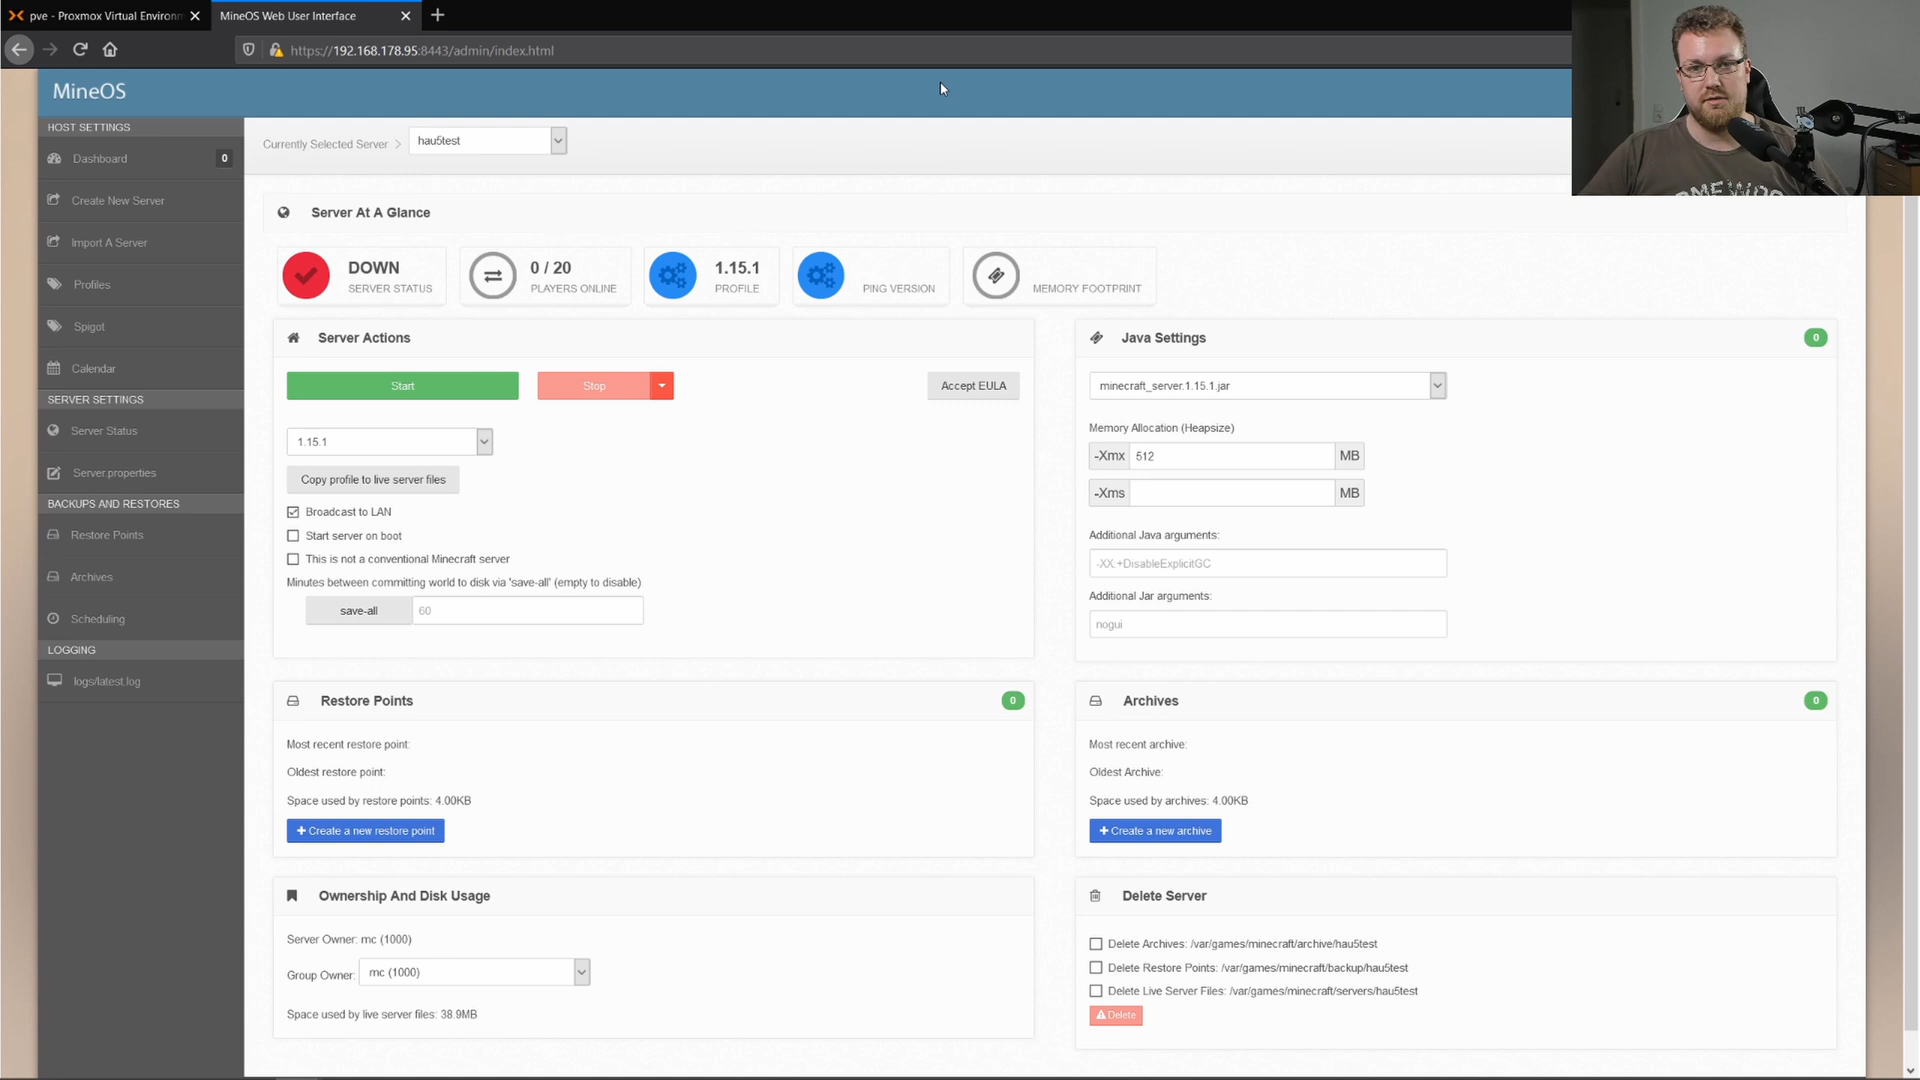 pve - Proxmox Virtual Environm
MineOS Web User Interface
https://192.168.178.95:8443/admin/index.html
MineOS
HOST SETTINGS
Dashboard 0
Create New Server
Import A Server
Profiles
Spigot
Calendar
SERVER SETTINGS
Server Status
Server.properties
BACKUPS AND RESTORES
Restore Points
Archives
Scheduling
LOGGING
logs/latest.log
Currently Selected Server > hau5test
Server At A Glance
DOWN
SERVER STATUS
0 / 20
PLAYERS ONLINE
1.15.1
PROFILE
PING VERSION
MEMORY FOOTPRINT
Server Actions
Start
Stop
Accept EULA
1.15.1
Copy profile to live server files
Broadcast to LAN
Start server on boot
This is not a conventional Minecraft server
Minutes between committing world to disk via 'save-all' (empty to disable)
save-all 60
Java Settings 0
minecraft_server.1.15.1.jar
Memory Allocation (Heapsize)
-Xmx 512 MB
-Xms MB
Additional Java arguments:
-XX:+DisableExplicitGC
Additional Jar arguments:
nogui
Restore Points 0
Most recent restore point:
Oldest restore point:
Space used by restore points: 4.00KB
+ Create a new restore point
Archives 0
Most recent archive:
Oldest Archive:
Space used by archives: 4.00KB
+ Create a new archive
Ownership And Disk Usage
Server Owner: mc (1000)
Group Owner: mc (1000)
Space used by live server files: 38.9MB
Delete Server
Delete Archives: /var/games/minecraft/archive/hau5test
Delete Restore Points: /var/games/minecraft/backup/hau5test
Delete Live Server Files: /var/games/minecraft/servers/hau5test
Delete